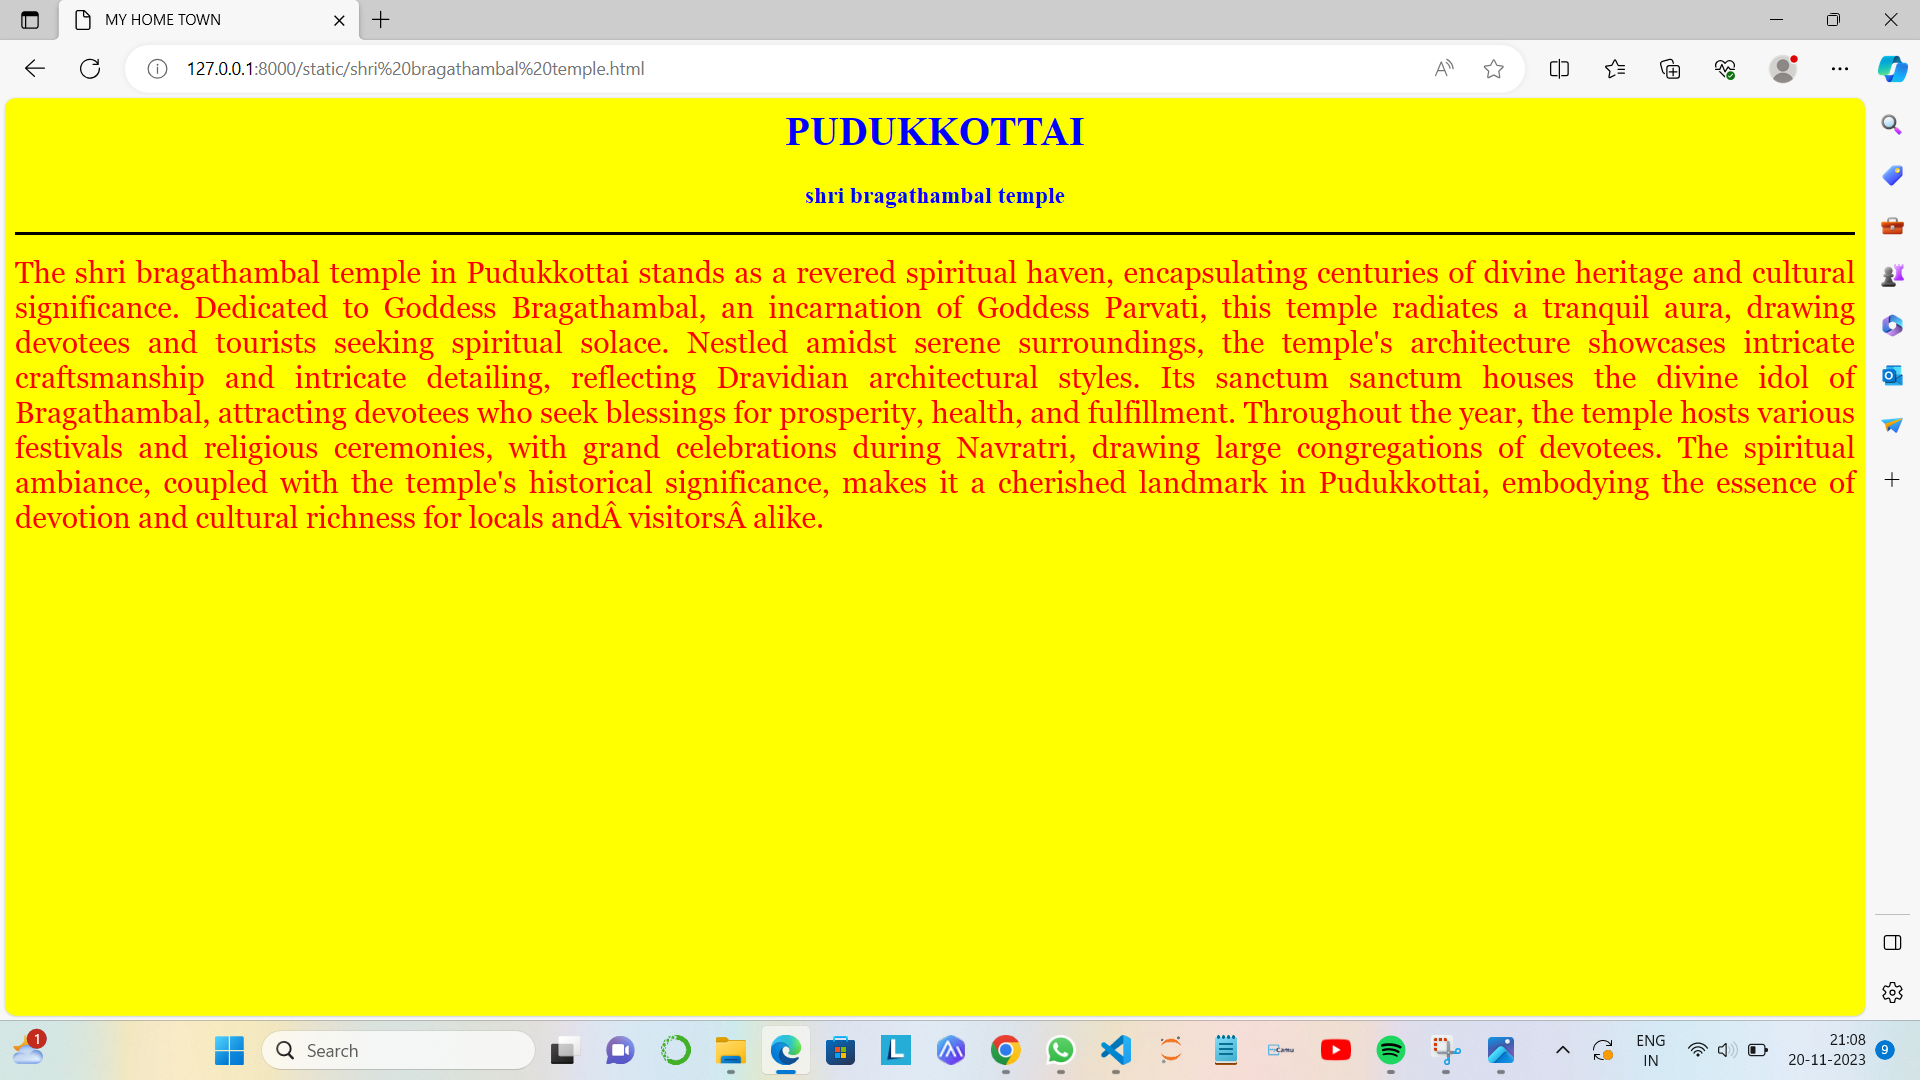 MY HOME TOWN
127.0.0.1:8000/static/shri%20bragathambal%20temple.html
PUDUKKOTTAI
shri bragathambal temple
The shri bragathambal temple in Pudukkottai stands as a revered spiritual haven, encapsulating centuries of divine heritage and cultural
significance. Dedicated to Goddess Bragathambal, an incarnation of Goddess Parvati, this temple radiates a tranquil aura, drawing
devotees and tourists seeking spiritual solace. Nestled amidst serene surroundings, the temple's architecture showcases intricate
craftsmanship and intricate detailing, reflecting Dravidian architectural styles. Its sanctum sanctum houses the divine idol of
Bragathambal, attracting devotees who seek blessings for prosperity, health, and fulfillment. Throughout the year, the temple hosts various
festivals and religious ceremonies, with grand celebrations during Navratri, drawing large congregations of devotees. The spiritual
ambiance, coupled with the temple's historical significance, makes it a cherished landmark in Pudukkottai, embodying the essence of
devotion and cultural richness for locals andÂ visitorsÂ alike.
1
Search
L
Camu
ENG
IN
21:08
20-11-2023
9